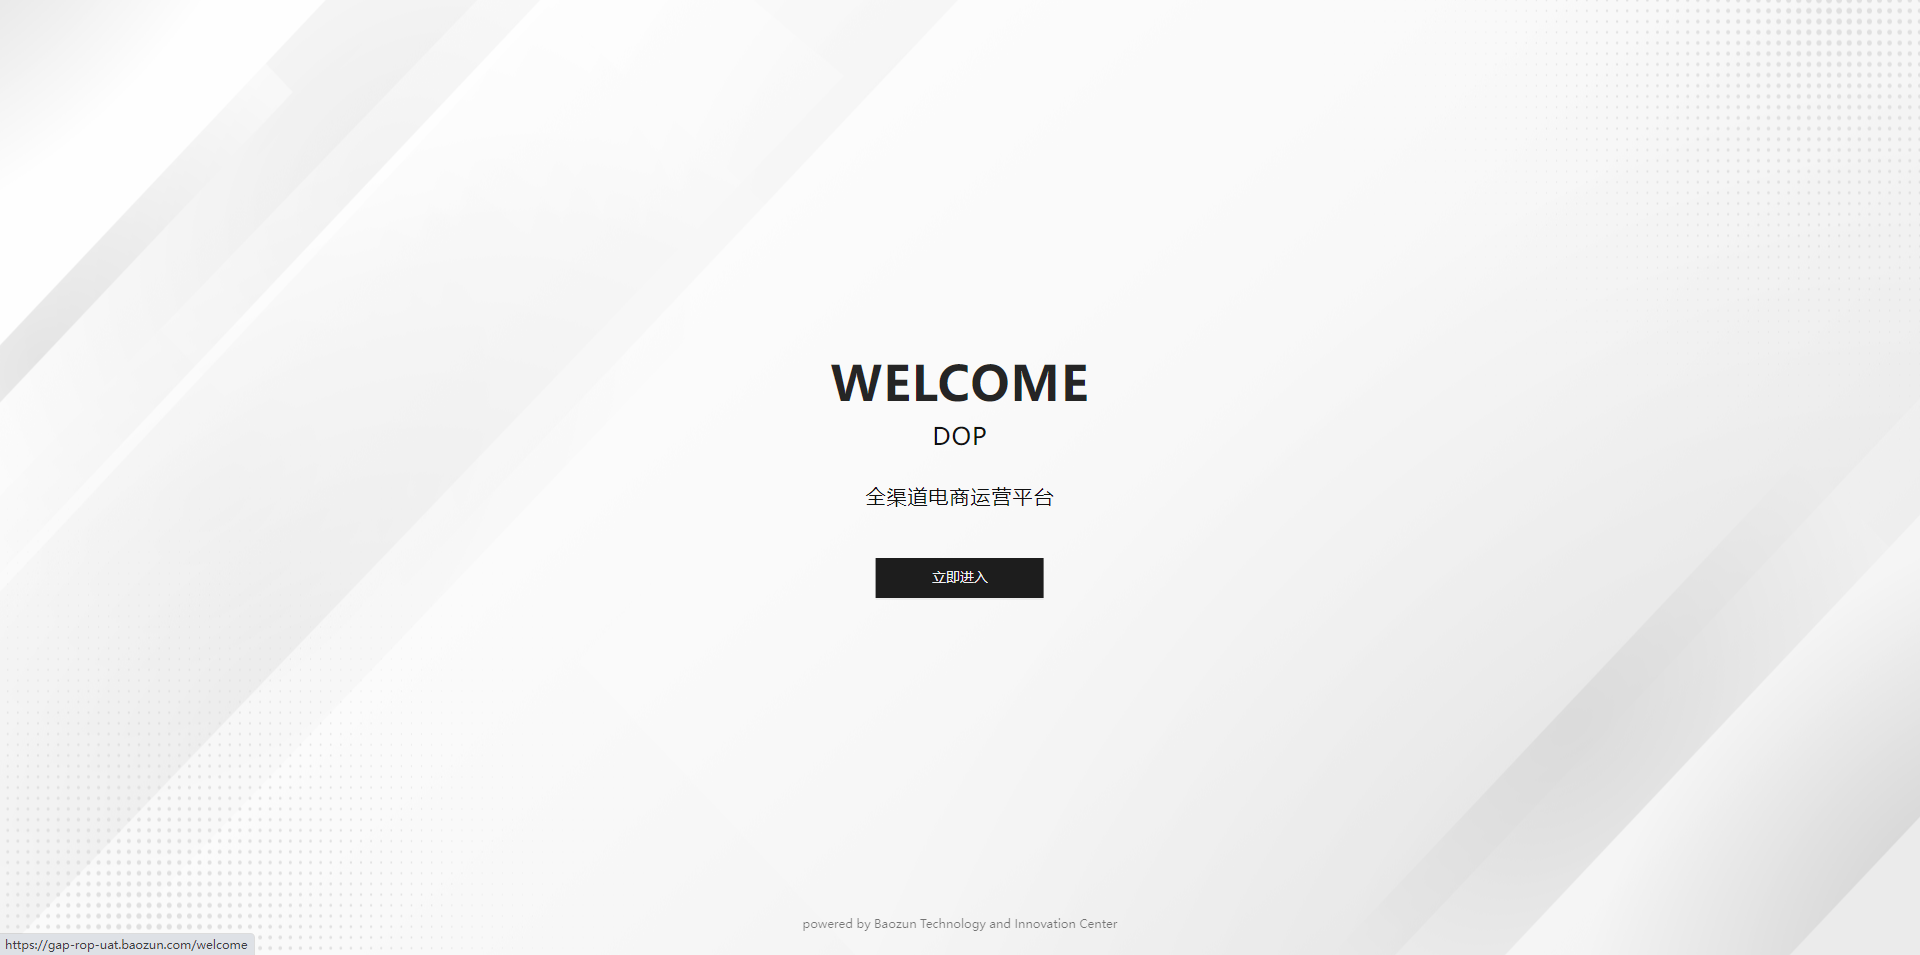 WELCOME
DOP
全渠道电商运营平台
立即进入
powered by Baozun Technology and Innovation Center
https://gap-rop-uat.baozun.com/welcome